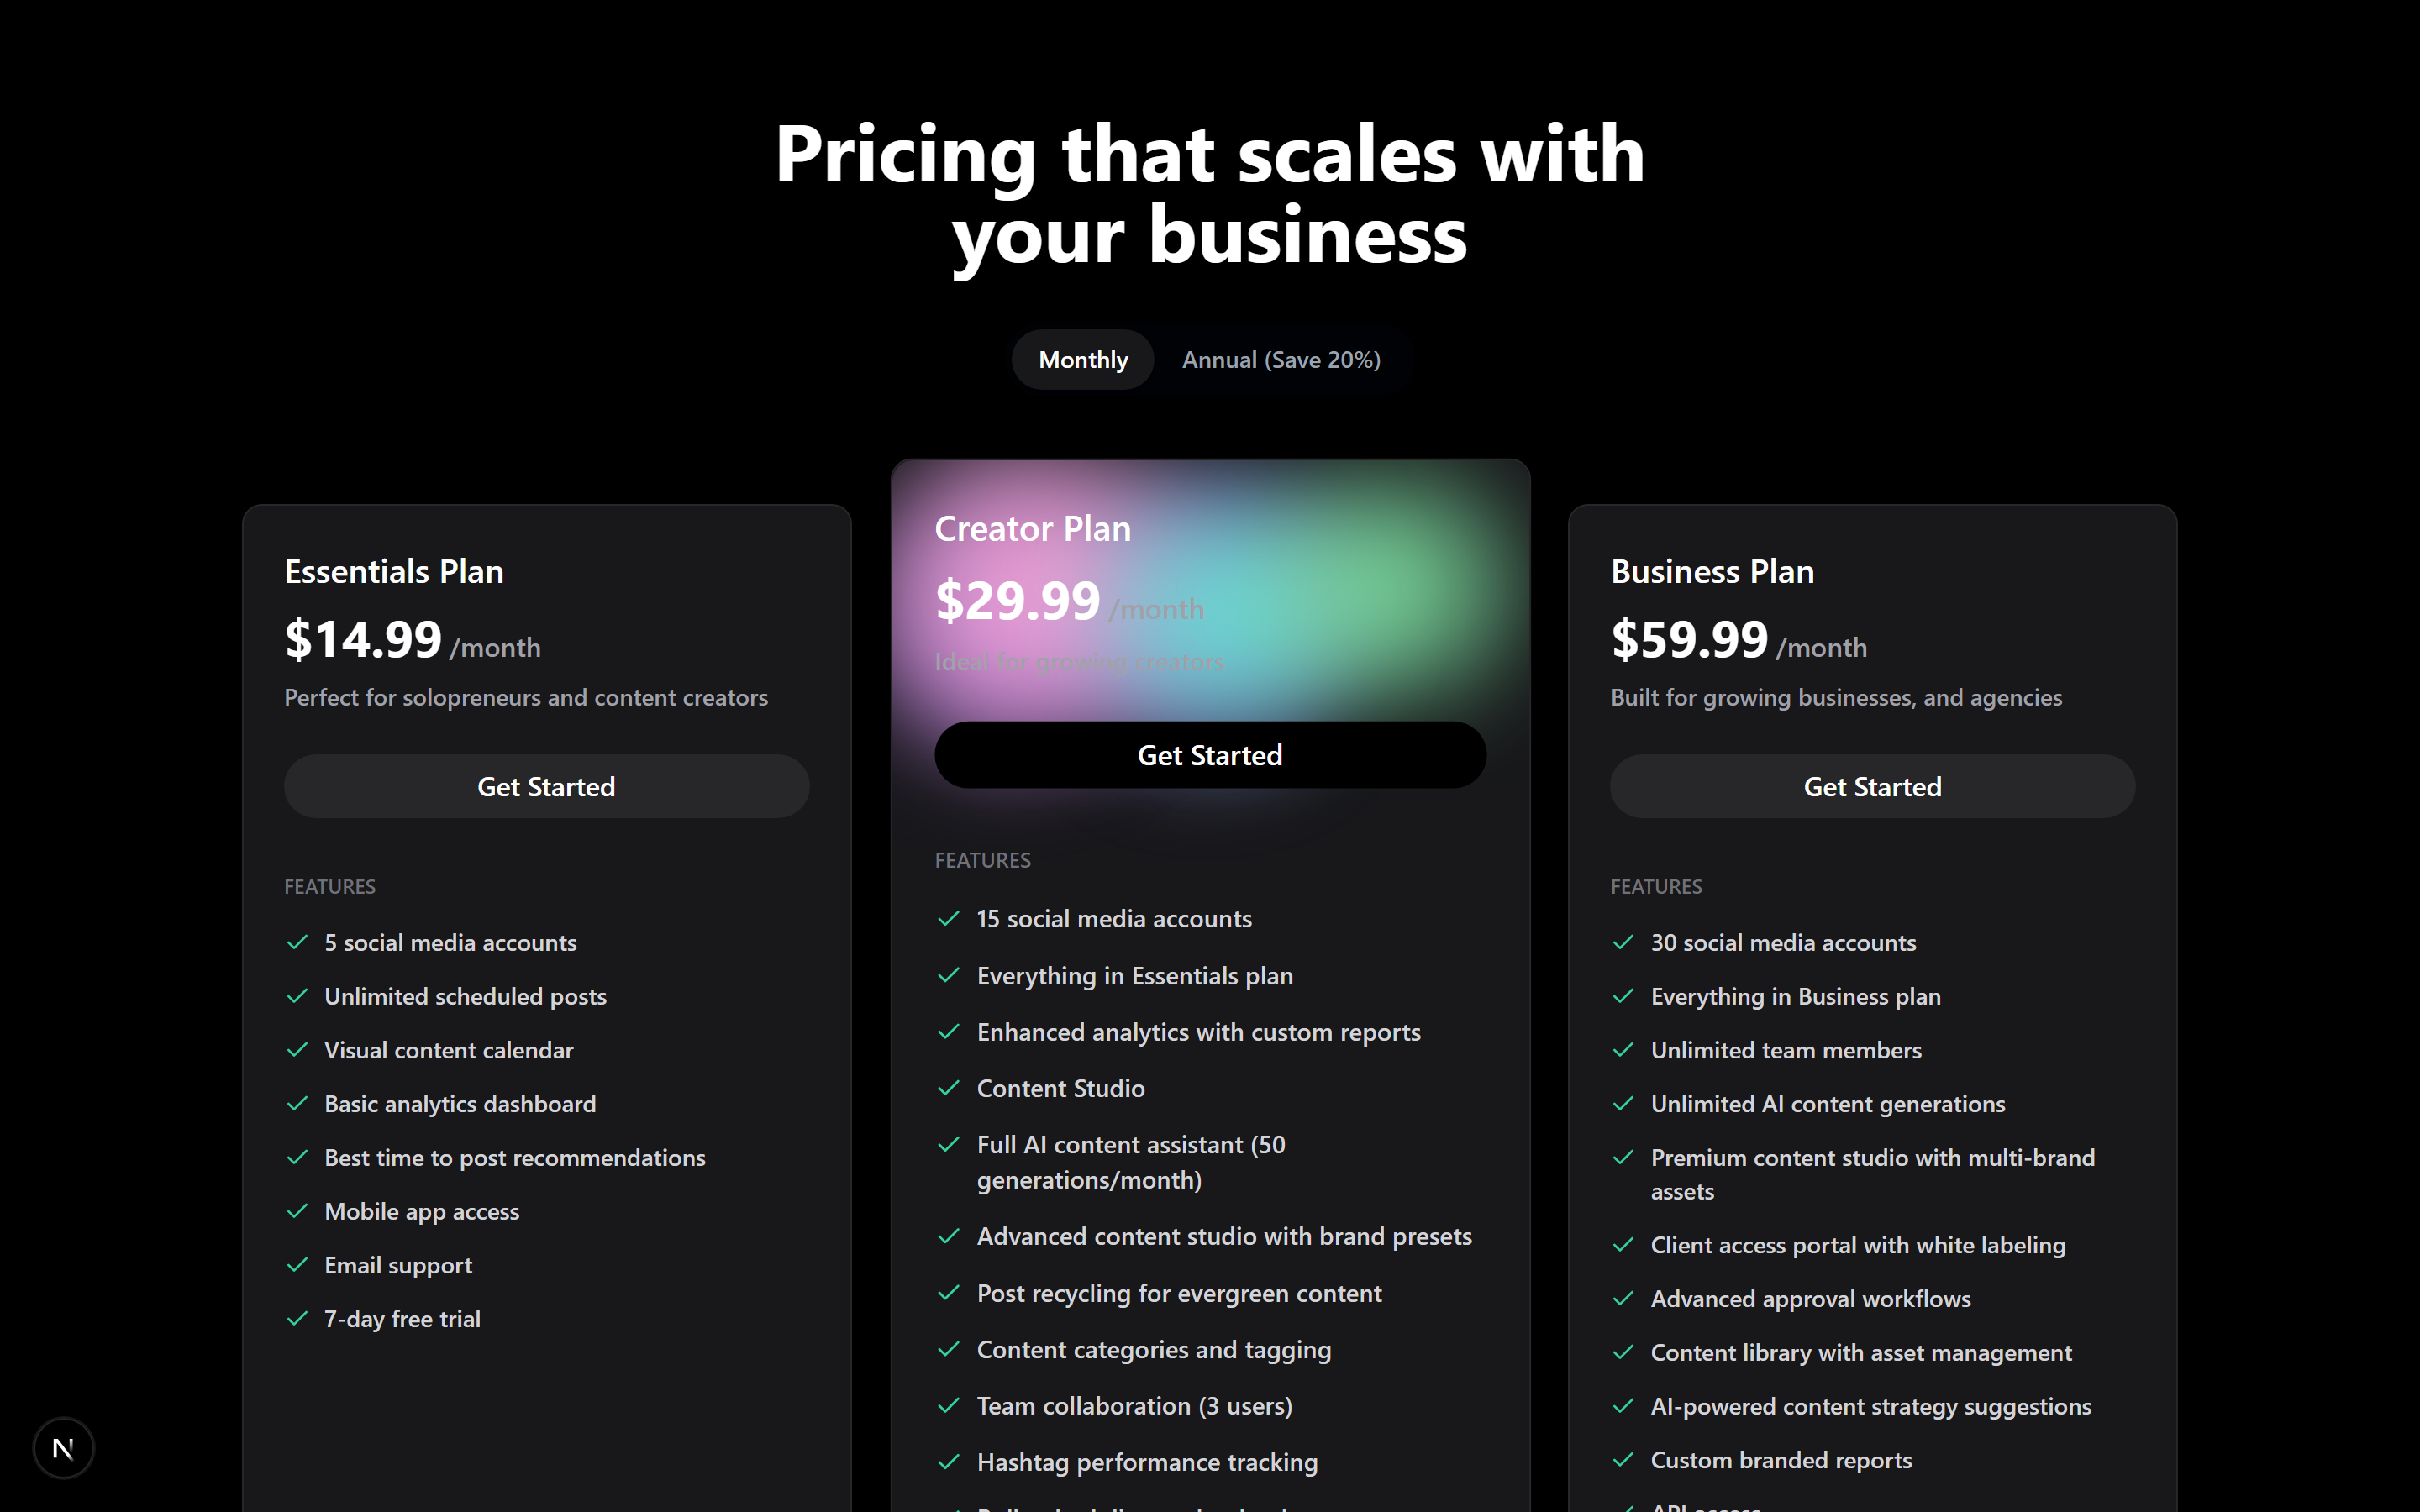 Pricing that scales with
your business
Monthly
Annual (Save 20%)
Essentials Plan
$14.99 /month
Perfect for solopreneurs and content creators
Get Started
FEATURES
5 social media accounts
Unlimited scheduled posts
Visual content calendar
Basic analytics dashboard
Best time to post recommendations
Mobile app access
Email support
7-day free trial
Creator Plan
$29.99 /month
Ideal for growing creators
Get Started
FEATURES
15 social media accounts
Everything in Essentials plan
Enhanced analytics with custom reports
Content Studio
Full AI content assistant (50
generations/month)
Advanced content studio with brand presets
Post recycling for evergreen content
Content categories and tagging
Team collaboration (3 users)
Hashtag performance tracking
Business Plan
$59.99 /month
Built for growing businesses, and agencies
Get Started
FEATURES
30 social media accounts
Everything in Business plan
Unlimited team members
Unlimited AI content generations
Premium content studio with multi-brand
assets
Client access portal with white labeling
Advanced approval workflows
Content library with asset management
AI-powered content strategy suggestions
Custom branded reports
API access
N